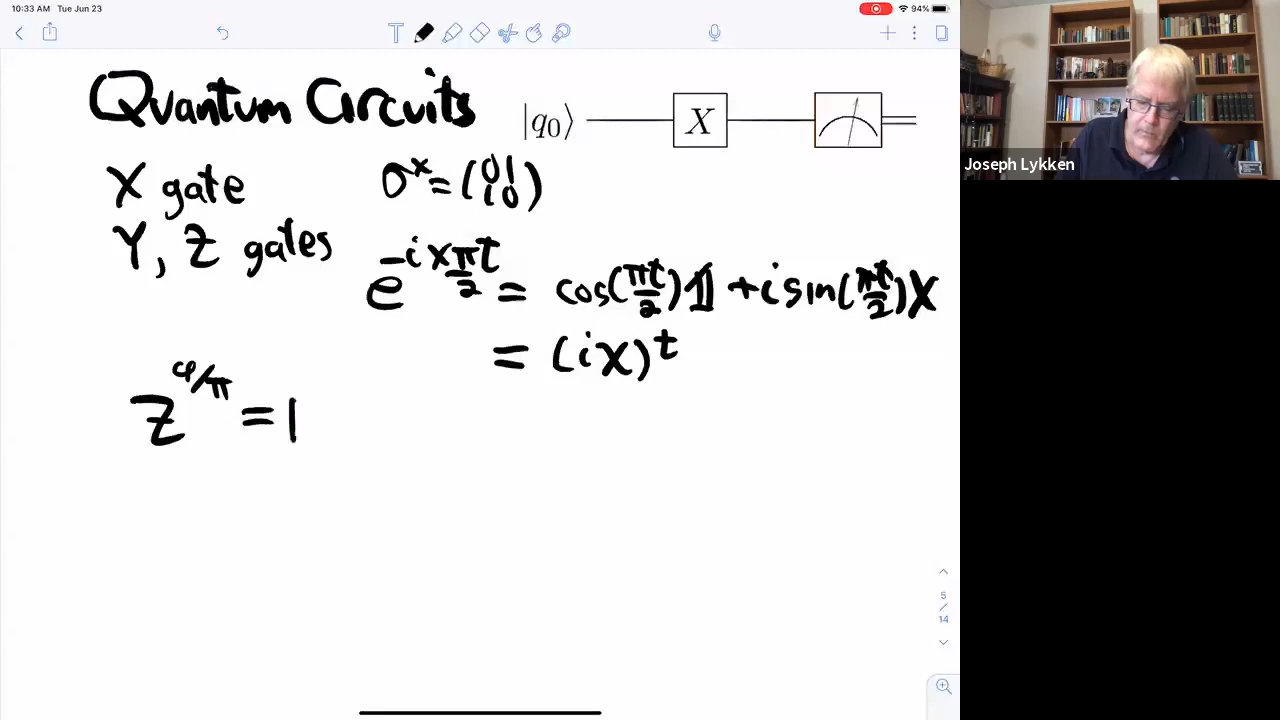 10:33 AM Tue Jun 23
94%
Quantum Circuits
|q₀⟩ X
X gate σˣ = (0 1
1 0)
Y, Z gates
e^{-iXπ/2 t} = cos(πt/2)𝟙 + i sin(πt/2)X
= (iX)^t
Z^{φ/π} = 1
Joseph Lykken
5
/
14